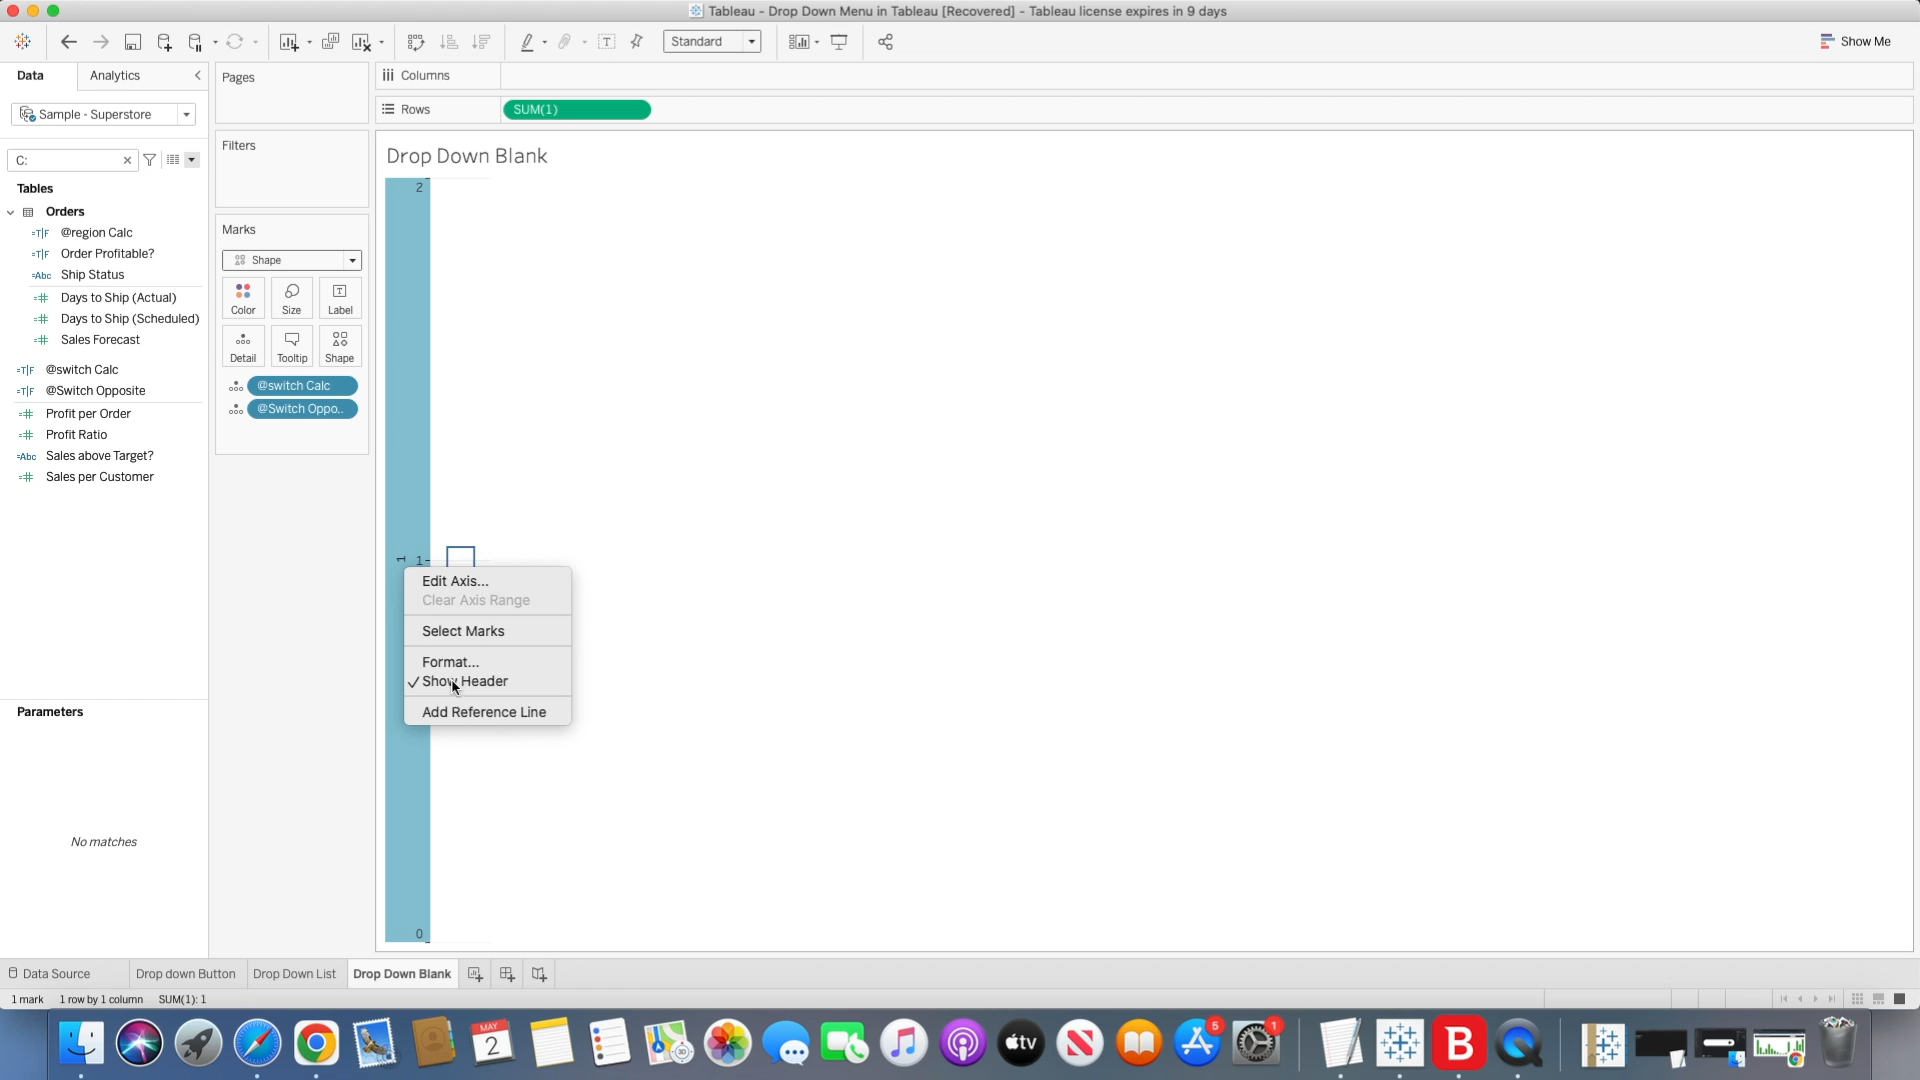 Tableau - Drop Down Menu in Tableau [Recovered] - Tableau license expires in 9 days
Standard
Show Me
Data
Analytics
Sample - Superstore
C:
Tables
Orders
=T|F @region Calc
=T|F Order Profitable?
=Abc Ship Status
=# Days to Ship (Actual)
=# Days to Ship (Scheduled)
=# Sales Forecast
=T|F @switch Calc
=T|F @Switch Opposite
=# Profit per Order
=# Profit Ratio
=Abc Sales above Target?
=# Sales per Customer
Parameters
No matches
Pages
Filters
Marks
Shape
Color
Size
Label
Detail
Tooltip
Shape
@switch Calc
@Switch Oppo..
Columns
Rows
SUM(1)
Drop Down Blank
2
1
1
0
Edit Axis...
Clear Axis Range
Select Marks
Format...
✓ Show Header
Add Reference Line
Data Source
Drop down Button
Drop Down List
Drop Down Blank
1 mark
1 row by 1 column
SUM(1): 1
MAY
2
tv
5
1
B